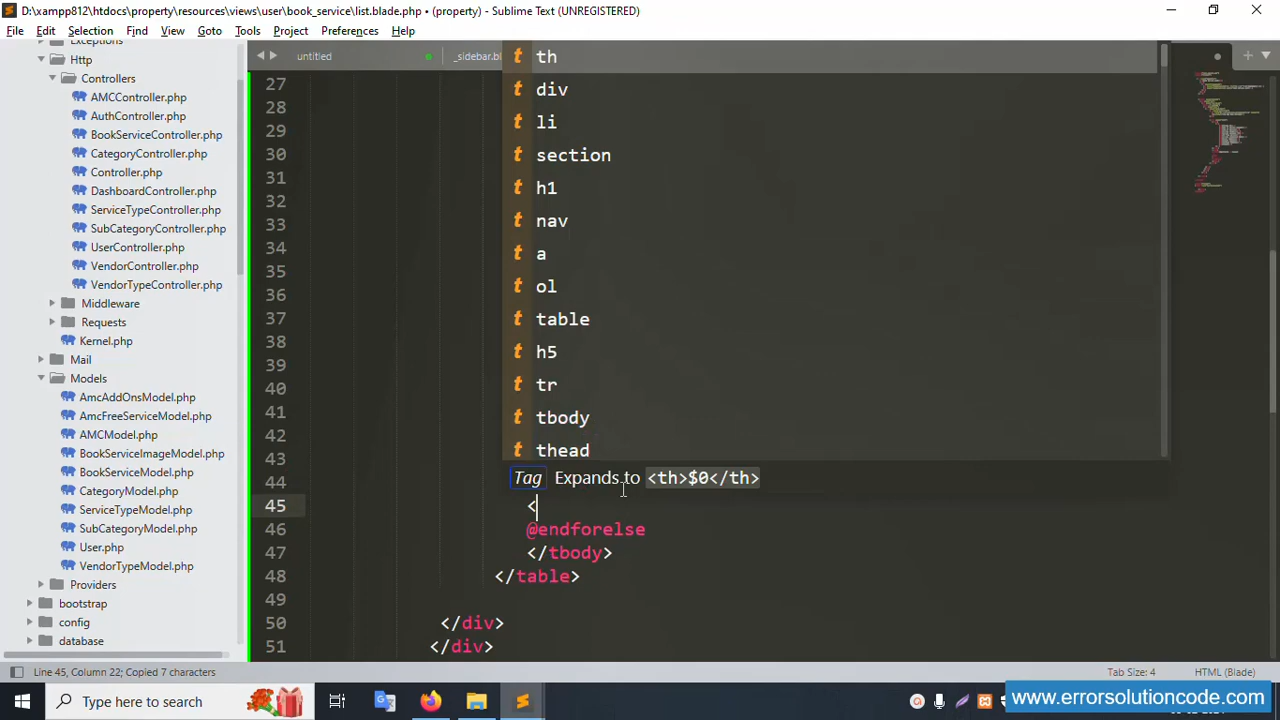 D:\xampp812\htdocs\property\resources\views\user\book_service\list.blade.php • (property) - Sublime Text (UNREGISTERED)
File Edit Selection Find View Goto Tools Project Preferences Help
Http
Controllers
AMCController.php
AuthController.php
BookServiceController.php
CategoryController.php
Controller.php
DashboardController.php
ServiceTypeController.php
SubCategoryController.php
UserController.php
VendorController.php
VendorTypeController.php
Middleware
Requests
Kernel.php
Mail
Models
AmcAddOnsModel.php
AmcFreeServiceModel.php
AMCModel.php
BookServiceImageModel.php
BookServiceModel.php
CategoryModel.php
ServiceTypeModel.php
SubCategoryModel.php
User.php
VendorTypeModel.php
Providers
bootstrap
config
database
untitled
_sidebar.bl
27
28
29
30
31
32
33
34
35
36
37
38
39
40
41
42
43
44
45 <
46 @endforelse
47 </tbody>
48 </table>
49
50 </div>
51 </div>
t th
t div
t li
t section
t h1
t nav
t a
t ol
t table
t h5
t tr
t tbody
t thead
Tag Expands to <th>$0</th>
Line 45, Column 22; Copied 7 characters
Tab Size: 4
HTML (Blade)
Type here to search
www.errorsolutioncode.com